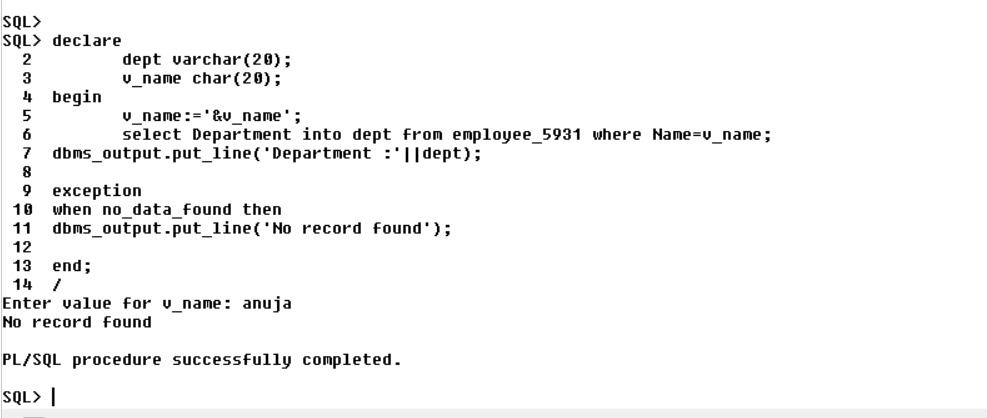 SQL>
SQL> declare
2 dept varchar(20);
3 v_name char(20);
4 begin
5 v_name:='&v_name';
6 select Department into dept from employee_5931 where Name=v_name;
7 dbms_output.put_line('Department :'||dept);
8
9 exception
10 when no_data_found then
11 dbms_output.put_line('No record found');
12
13 end;
14 /
Enter value for v_name: anuja
No record found
PL/SQL procedure successfully completed.
SQL>